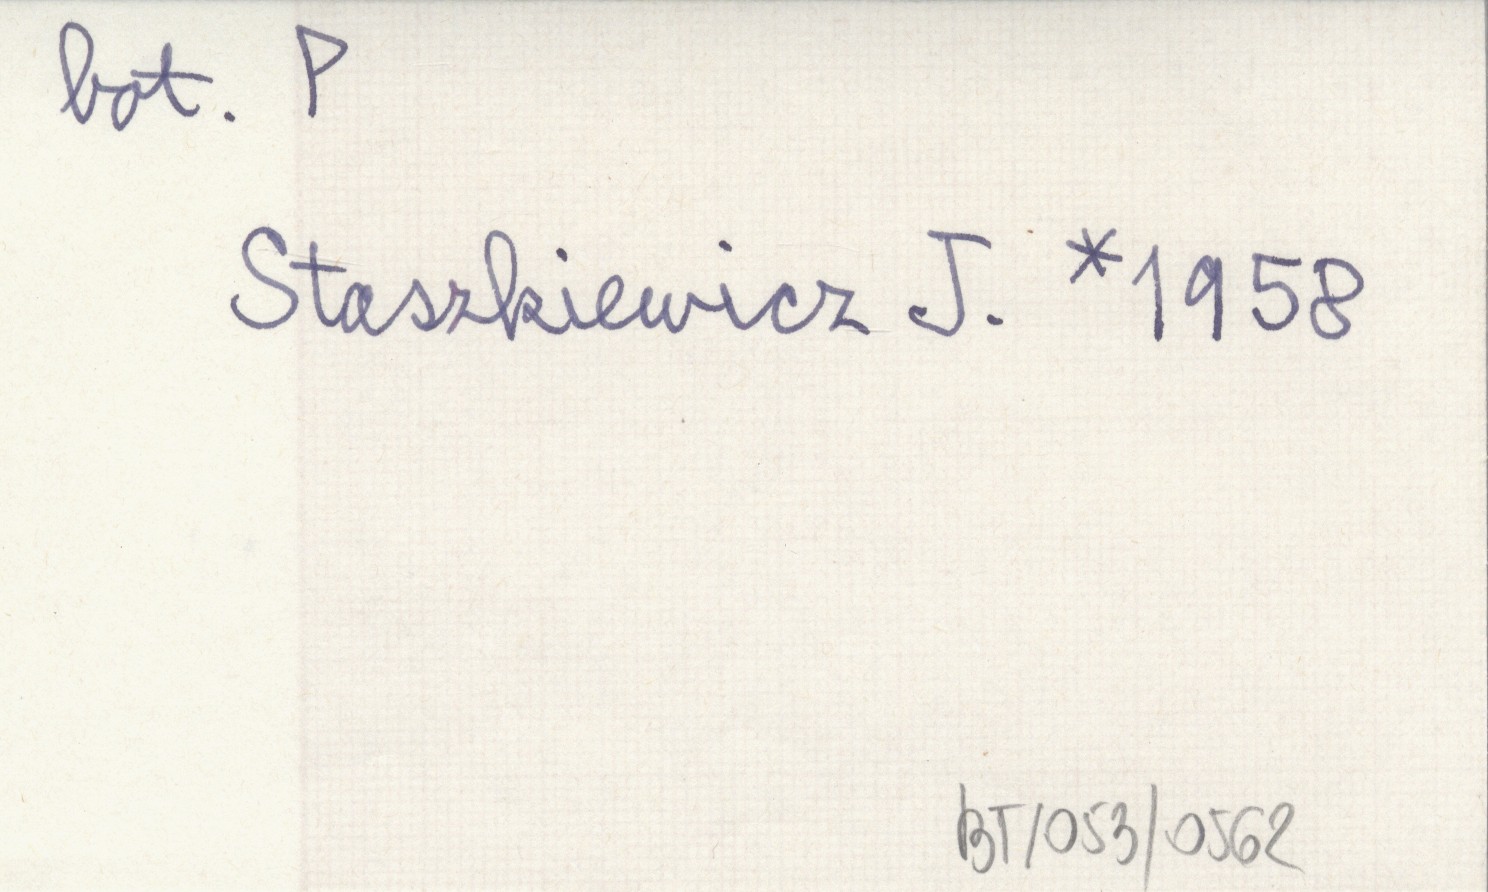 bot. P
Staszkiewicz J. *1958
BT/053/0562